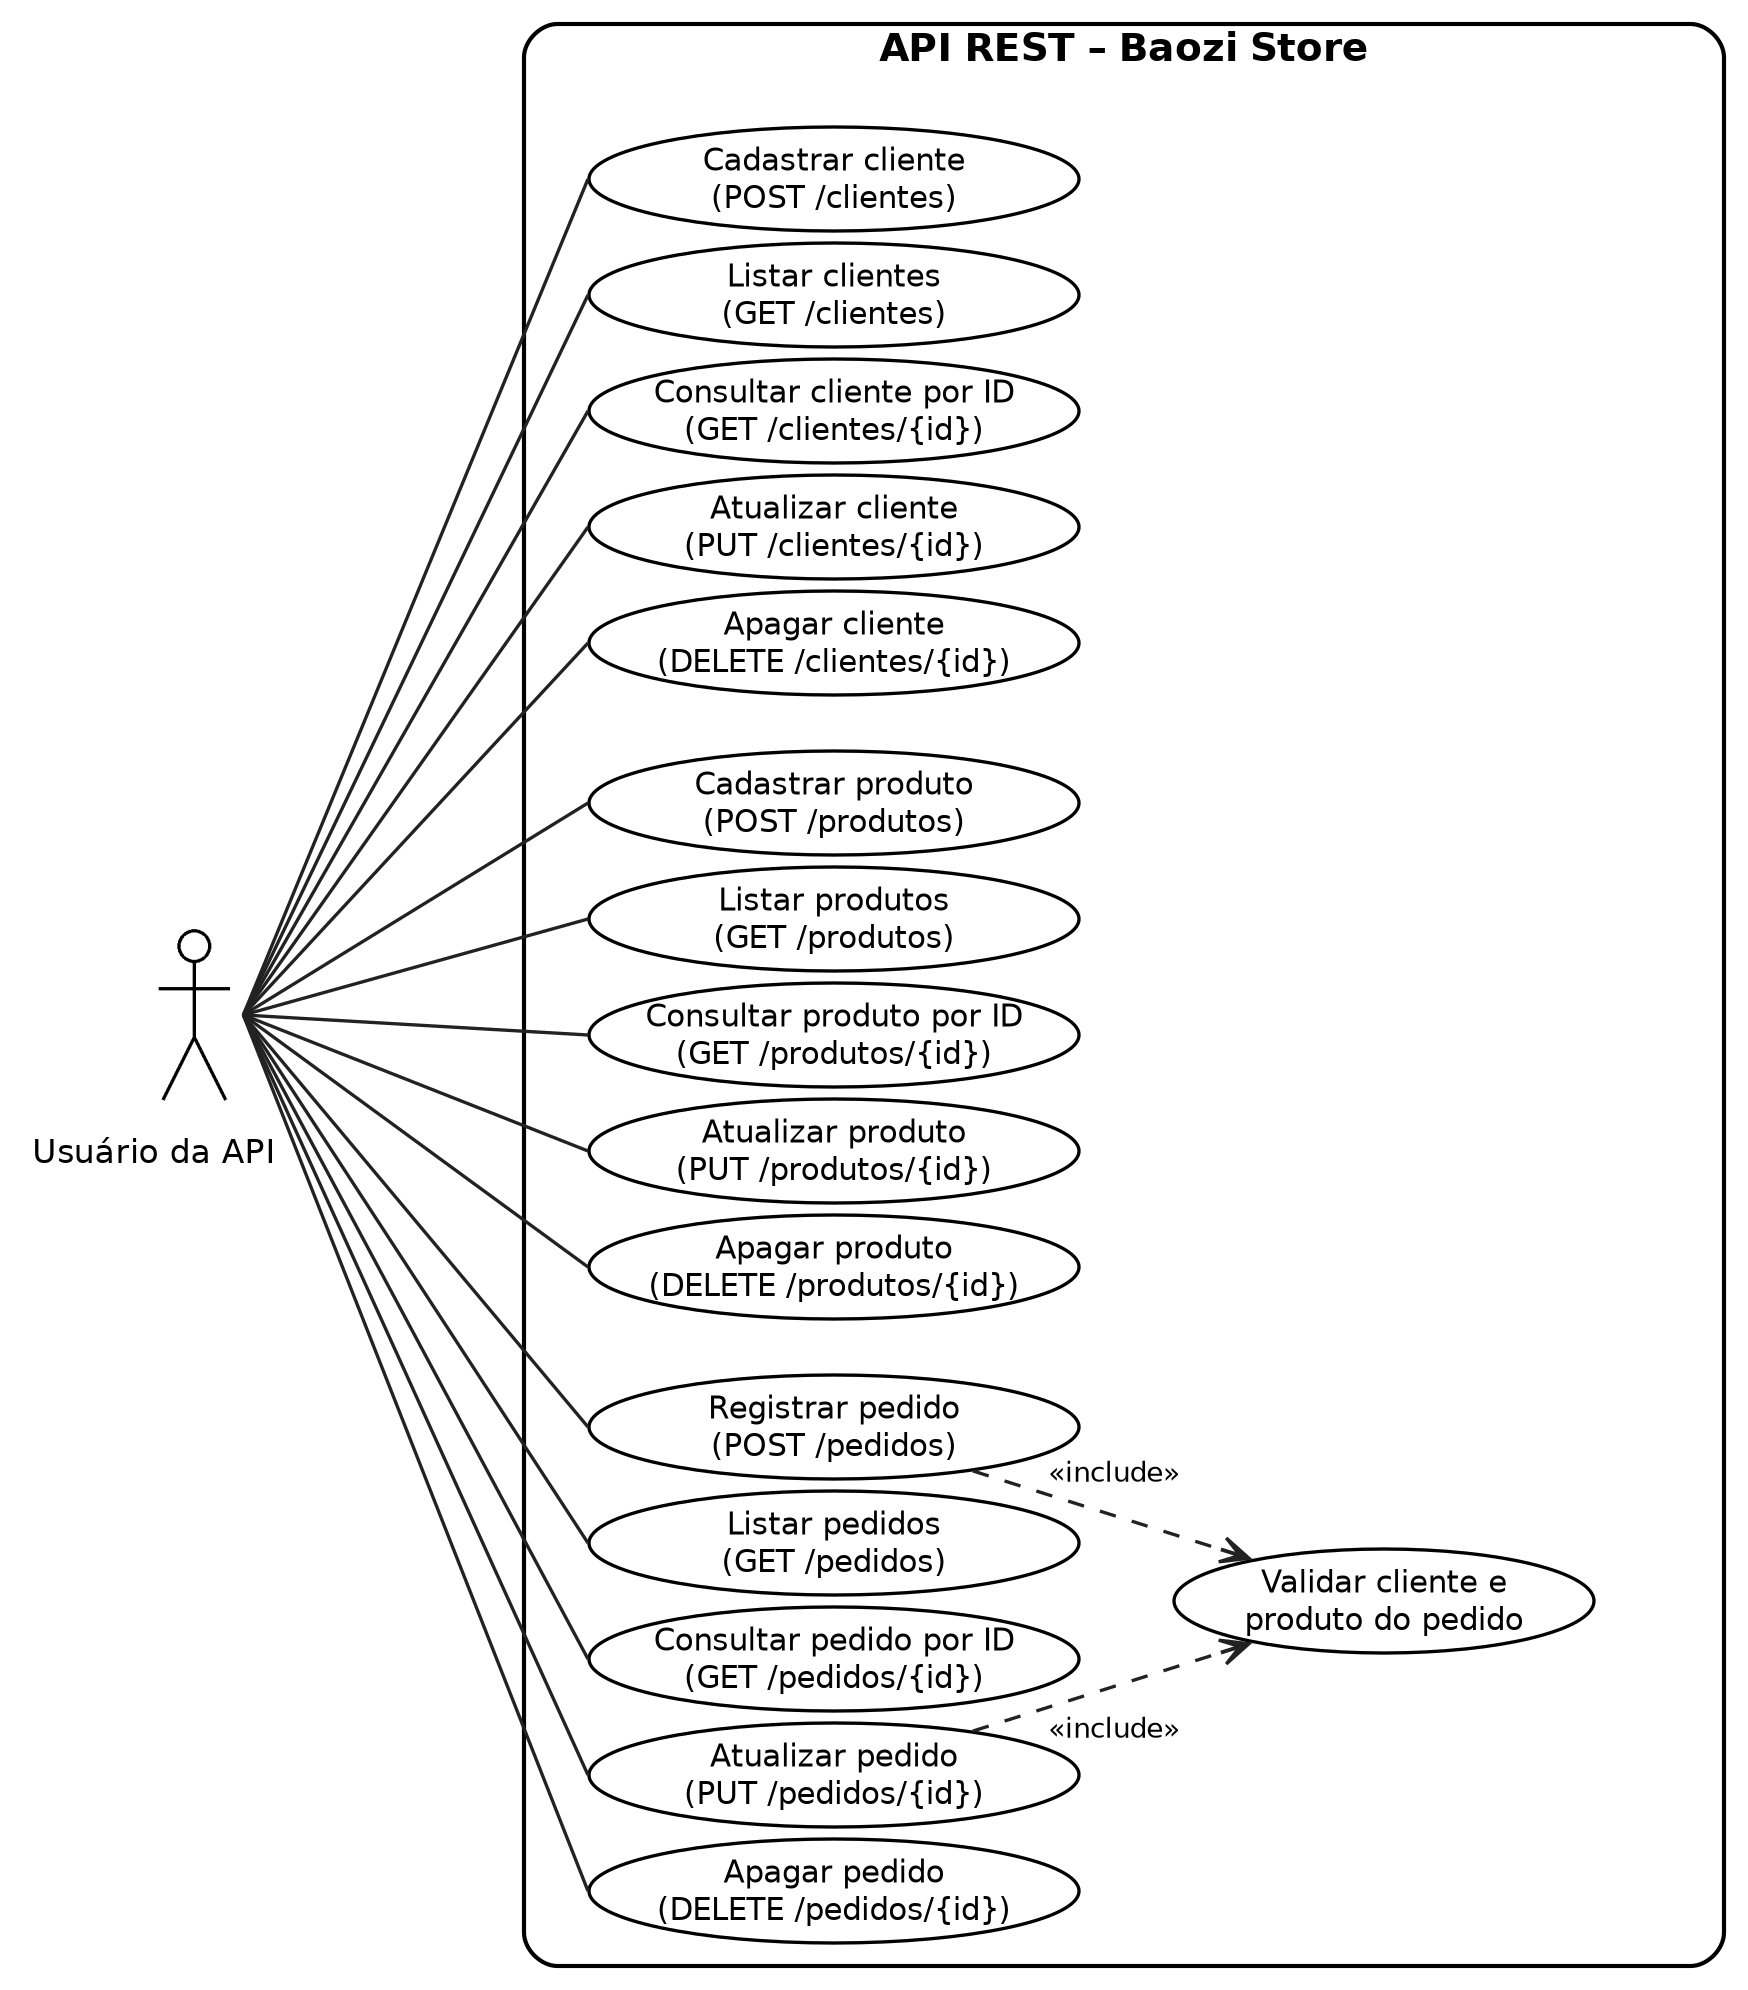 API REST – Baozi Store
Cadastrar cliente
(POST /clientes)
Listar clientes
(GET /clientes)
Consultar cliente por ID
(GET /clientes/{id})
Atualizar cliente
(PUT /clientes/{id})
Apagar cliente
(DELETE /clientes/{id})
Cadastrar produto
(POST /produtos)
Listar produtos
(GET /produtos)
Consultar produto por ID
(GET /produtos/{id})
Atualizar produto
(PUT /produtos/{id})
Usuário da API
Apagar produto
(DELETE /produtos/{id})
Registrar pedido
(POST /pedidos)
«include»
Listar pedidos
(GET /pedidos)
Validar cliente e
produto do pedido
Consultar pedido por ID
(GET /pedidos/{id})
«include»
Atualizar pedido
(PUT /pedidos/{id})
Apagar pedido
(DELETE /pedidos/{id})